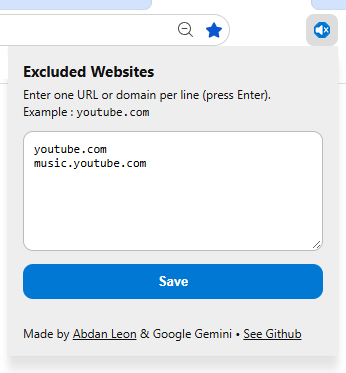 Excluded Websites
Enter one URL or domain per line (press Enter).
Example : youtube.com
youtube.com
music.youtube.com
Save
Made by Abdan Leon & Google Gemini • See Github